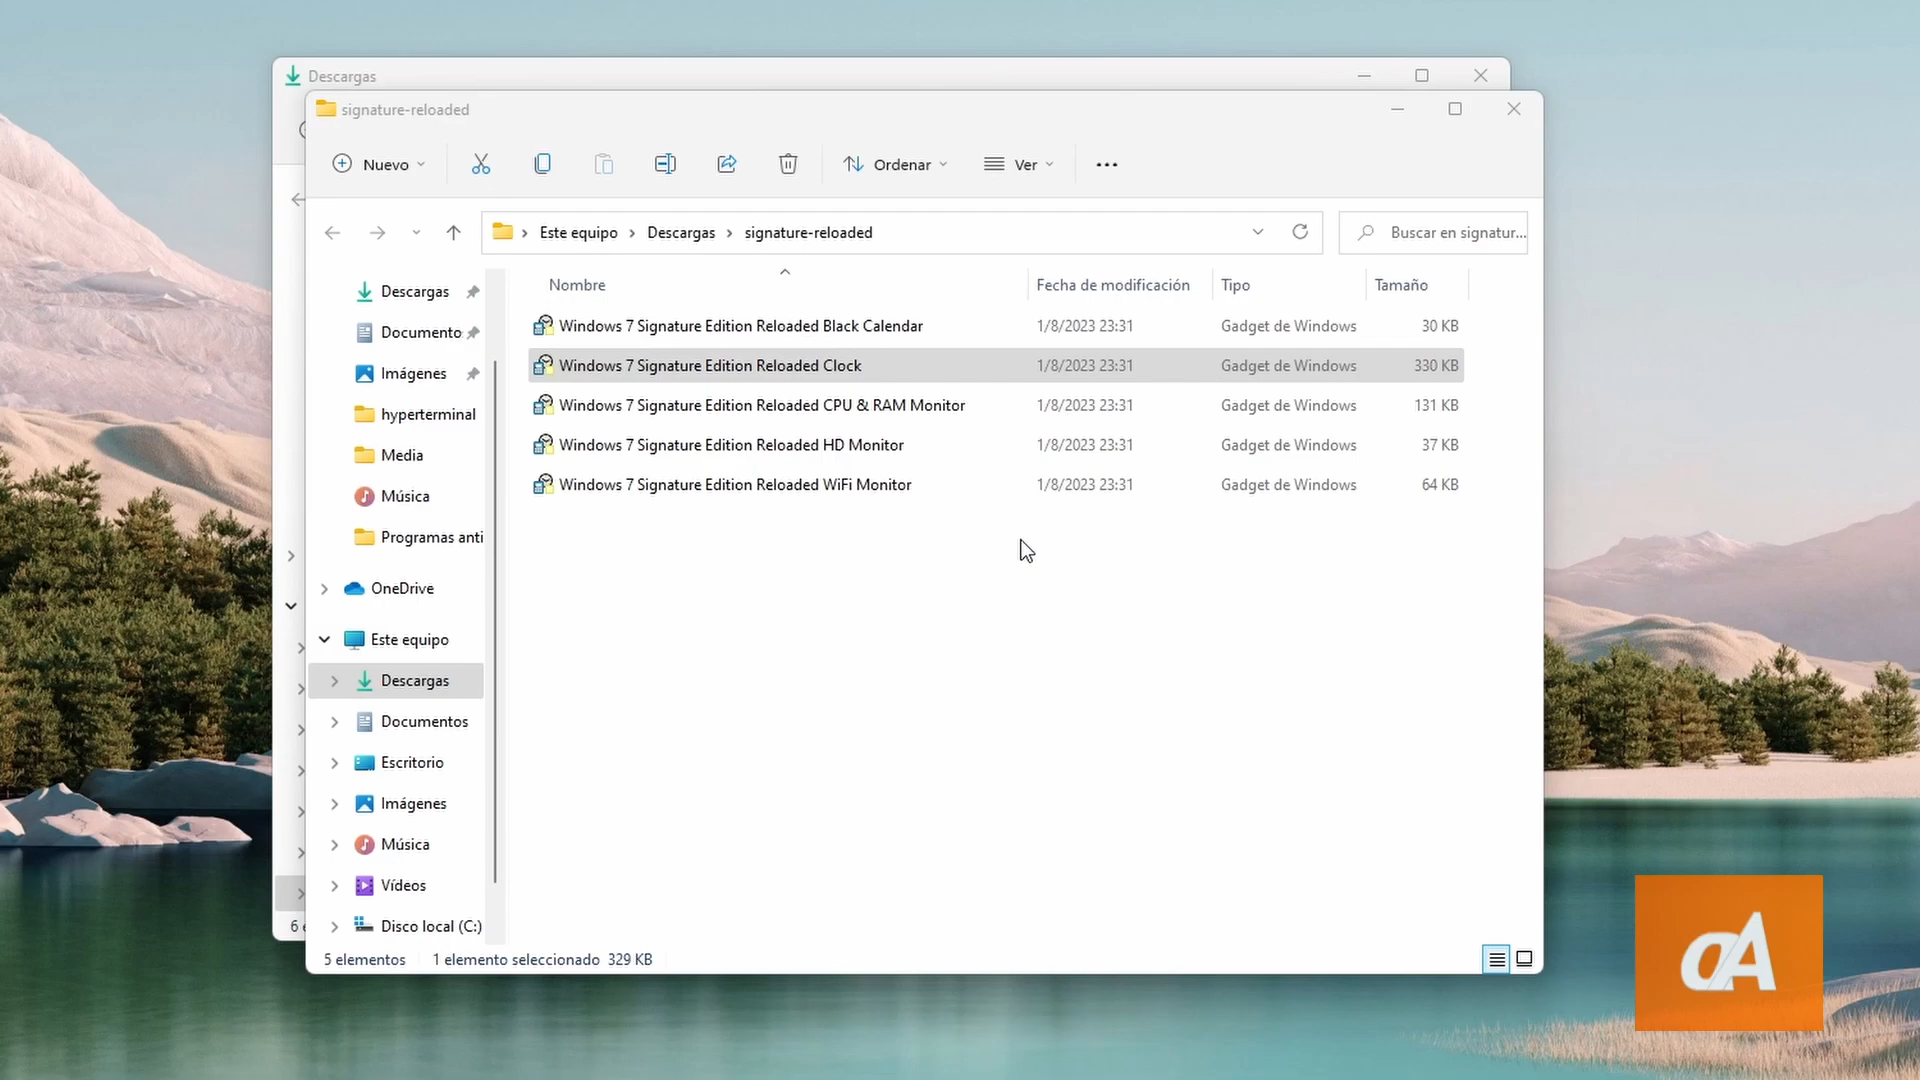 Descargas
signature-reloaded
Nuevo
Ordenar
Ver
Este equipo > Descargas > signature-reloaded
Buscar en signatur...
Nombre Fecha de modificación Tipo Tamaño
Windows 7 Signature Edition Reloaded Black Calendar 1/8/2023 23:31 Gadget de Windows 30 KB
Windows 7 Signature Edition Reloaded Clock 1/8/2023 23:31 Gadget de Windows 330 KB
Windows 7 Signature Edition Reloaded CPU & RAM Monitor 1/8/2023 23:31 Gadget de Windows 131 KB
Windows 7 Signature Edition Reloaded HD Monitor 1/8/2023 23:31 Gadget de Windows 37 KB
Windows 7 Signature Edition Reloaded WiFi Monitor 1/8/2023 23:31 Gadget de Windows 64 KB
Descargas
Documento
Imágenes
hyperterminal
Media
Música
Programas anti
OneDrive
Este equipo
Descargas
Documentos
Escritorio
Imágenes
Música
Vídeos
Disco local (C:)
6 e
5 elementos 1 elemento seleccionado 329 KB